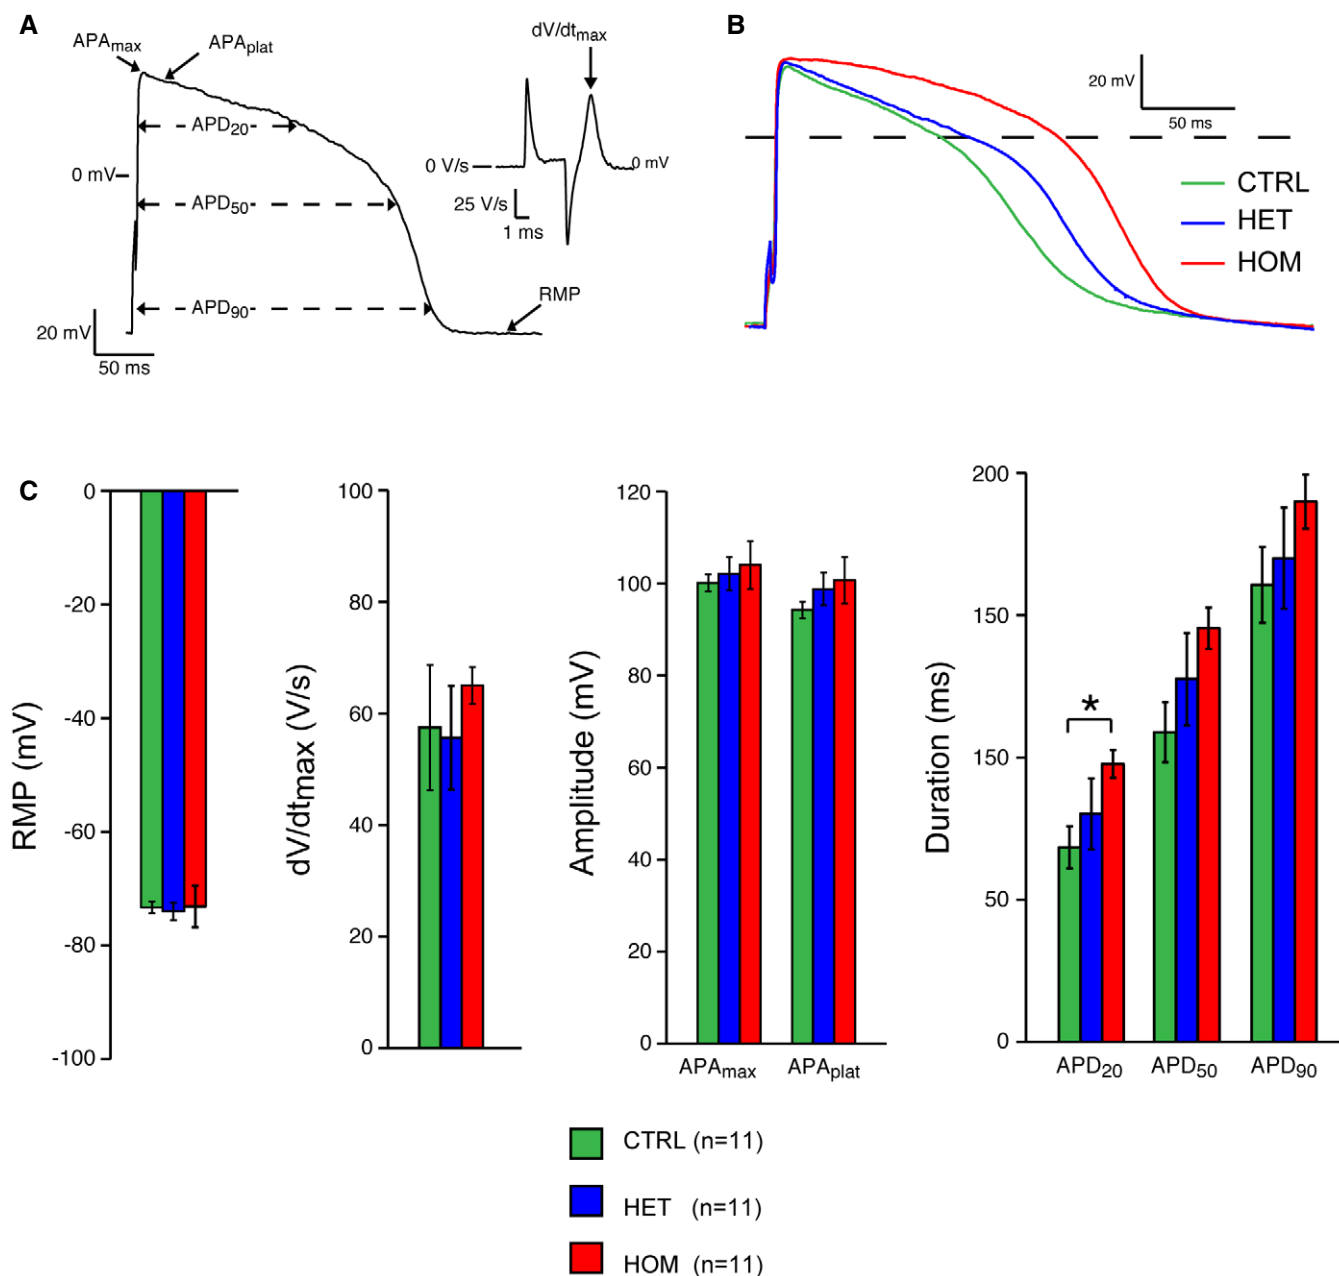 A
APAmax
APAplat
APD20
0 mV
APD50
APD90
20 mV
50 ms
RMP
dV/dtmax
0 V/s
0 mV
25 V/s
1 ms
B
20 mV
50 ms
CTRL
HET
HOM
C
RMP (mV)
0
-20
-40
-60
-80
-100
dV/dtmax (V/s)
100
80
60
40
20
0
Amplitude (mV)
120
100
80
60
40
20
0
APAmax
APAplat
Duration (ms)
200
150
150
50
0
*
APD20
APD50
APD90
CTRL (n=11)
HET (n=11)
HOM (n=11)